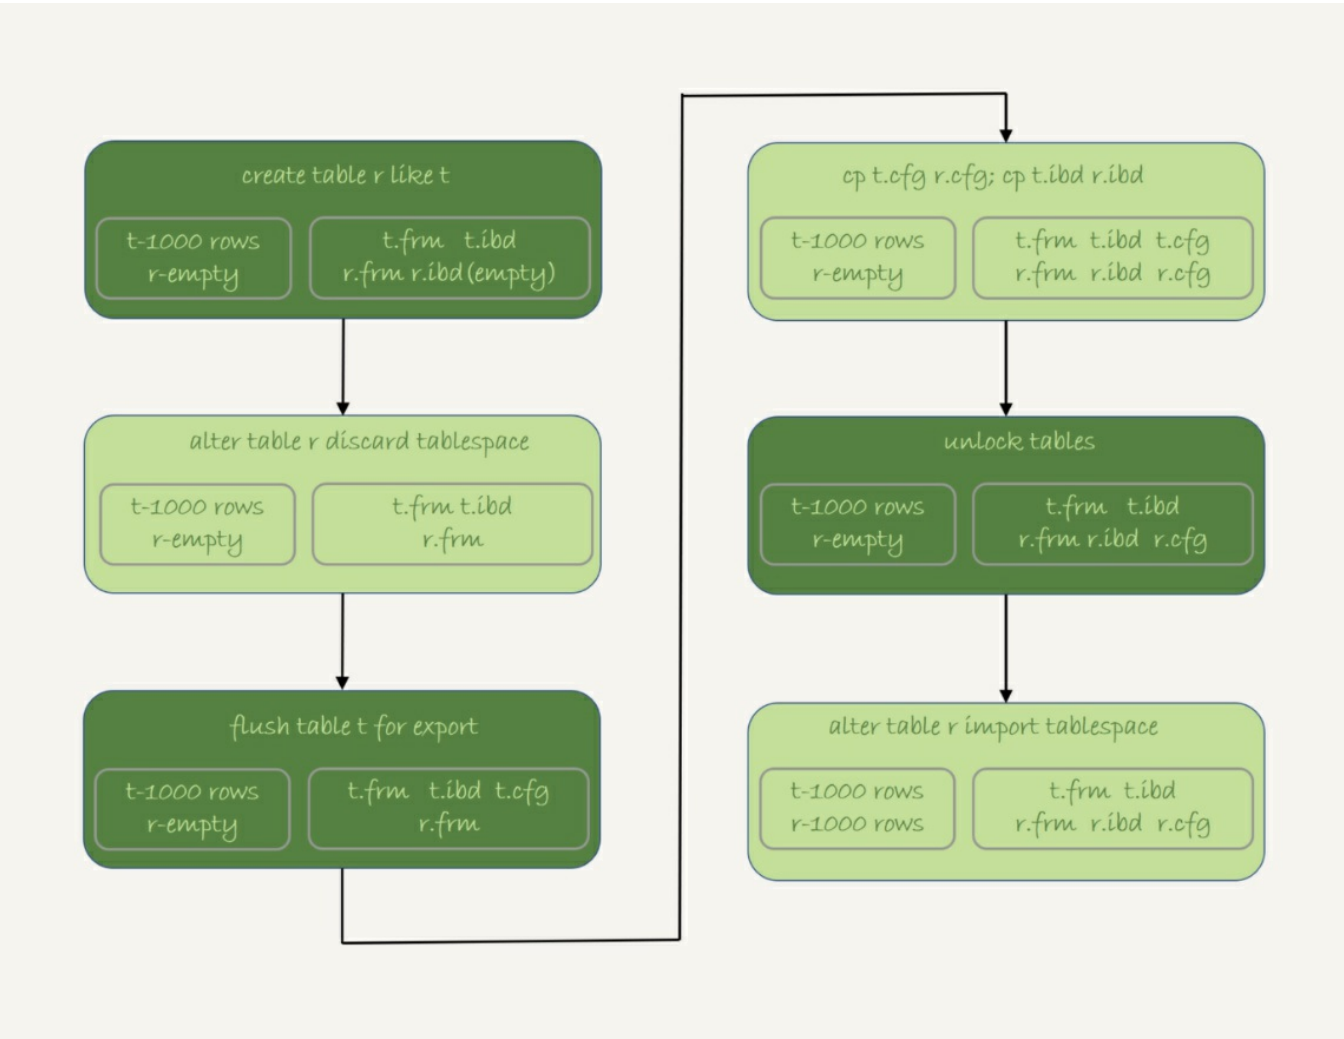 create table r like t
t-1000 rows
r-empty
t.frm t.ibd
r.frm r.ibd(empty)
alter table r discard tablespace
t-1000 rows
r-empty
t.frm t.ibd
r.frm
flush table t for export
t-1000 rows
r-empty
t.frm t.ibd t.cfg
r.frm
cp t.cfg r.cfg; cp t.ibd r.ibd
t-1000 rows
r-empty
t.frm t.ibd t.cfg
r.frm r.ibd r.cfg
unlock tables
t-1000 rows
r-empty
t.frm t.ibd
r.frm r.ibd r.cfg
alter table r import tablespace
t-1000 rows
r-1000 rows
t.frm t.ibd
r.frm r.ibd r.cfg